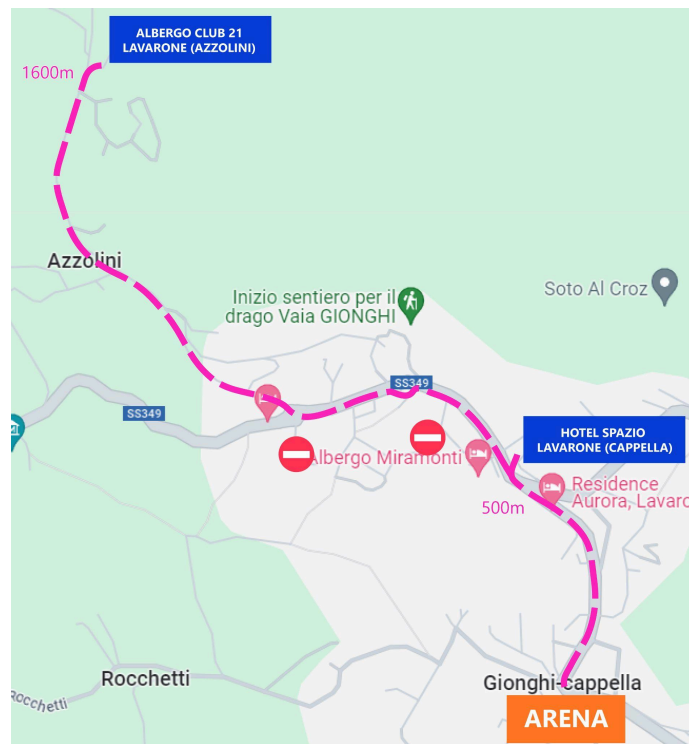 ALBERGO CLUB 21
LAVARONE (AZZOLINI)
1600m
Azzolini
Inizio sentiero per il
drago Vaia GIONGHI
Soto Al Croz
SS349
SS349
HOTEL SPAZIO
LAVARONE (CAPPELLA)
Albergo Miramonti
Residence
Aurora, Lavaro
500m
Rocchetti
Gionghi-cappella
Rocchetti
ARENA